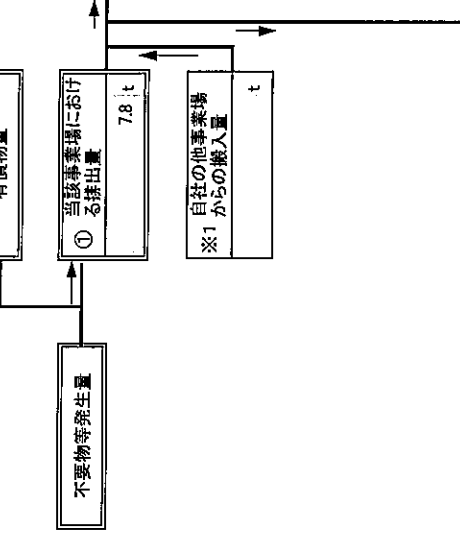 有償物量
① 当該事業場におけ
る排出量
7.8 t
※1 自社の他事業場
からの搬入量
t
不要物等発生量